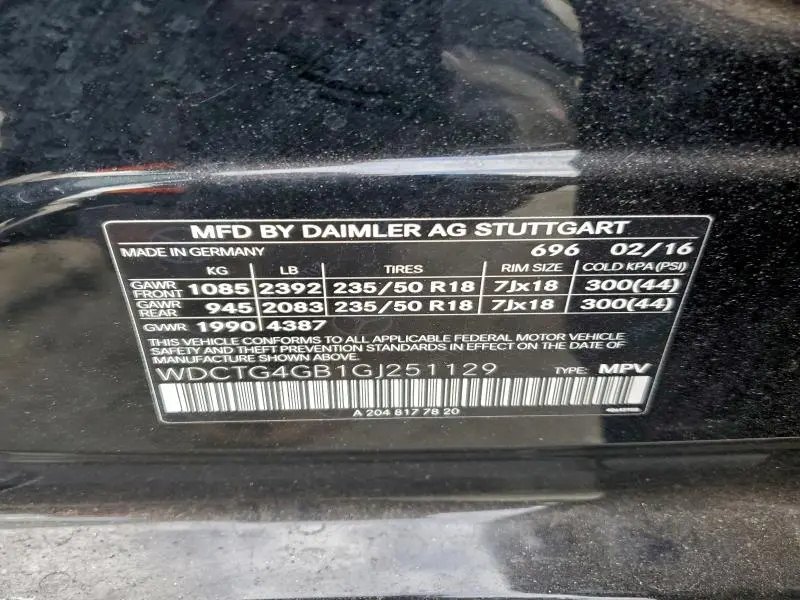 MFD BY DAIMLER AG STUTTGART
MADE IN GERMANY 696 02/16
KG LB TIRES RIM SIZE COLD KPA(PSI)
GAWR FRONT 1085 2392 235/50 R18 7Jx18 300(44)
GAWR REAR 945 2083 235/50 R18 7Jx18 300(44)
GVWR 1990 4387
THIS VEHICLE CONFORMS TO ALL APPLICABLE FEDERAL MOTOR VEHICLE
SAFETY AND THEFT PREVENTION STANDARDS IN EFFECT ON THE DATE OF
MANUFACTURE SHOWN ABOVE.
WDCTG4GB1GJ251129 TYPE: MPV
A 204 817 78 20